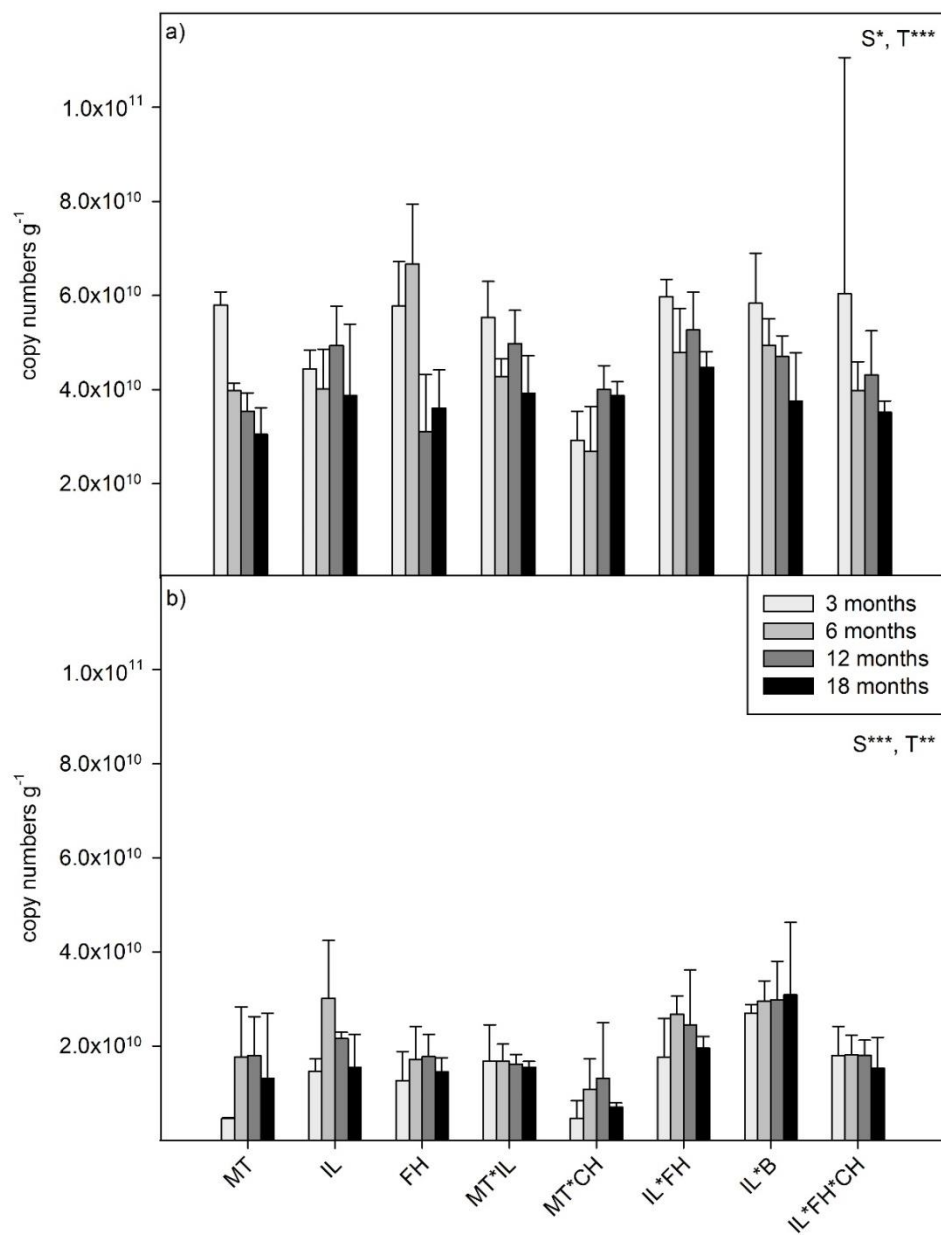 a)
S*, T***
1.0x10¹¹
8.0x10¹⁰
6.0x10¹⁰
4.0x10¹⁰
2.0x10¹⁰
copy numbers g⁻¹
b)
3 months
6 months
12 months
18 months
S***, T**
1.0x10¹¹
8.0x10¹⁰
6.0x10¹⁰
4.0x10¹⁰
2.0x10¹⁰
copy numbers g⁻¹
MT
IL
FH
MT*IL
MT*CH
IL*FH
IL*B
IL*FH*CH